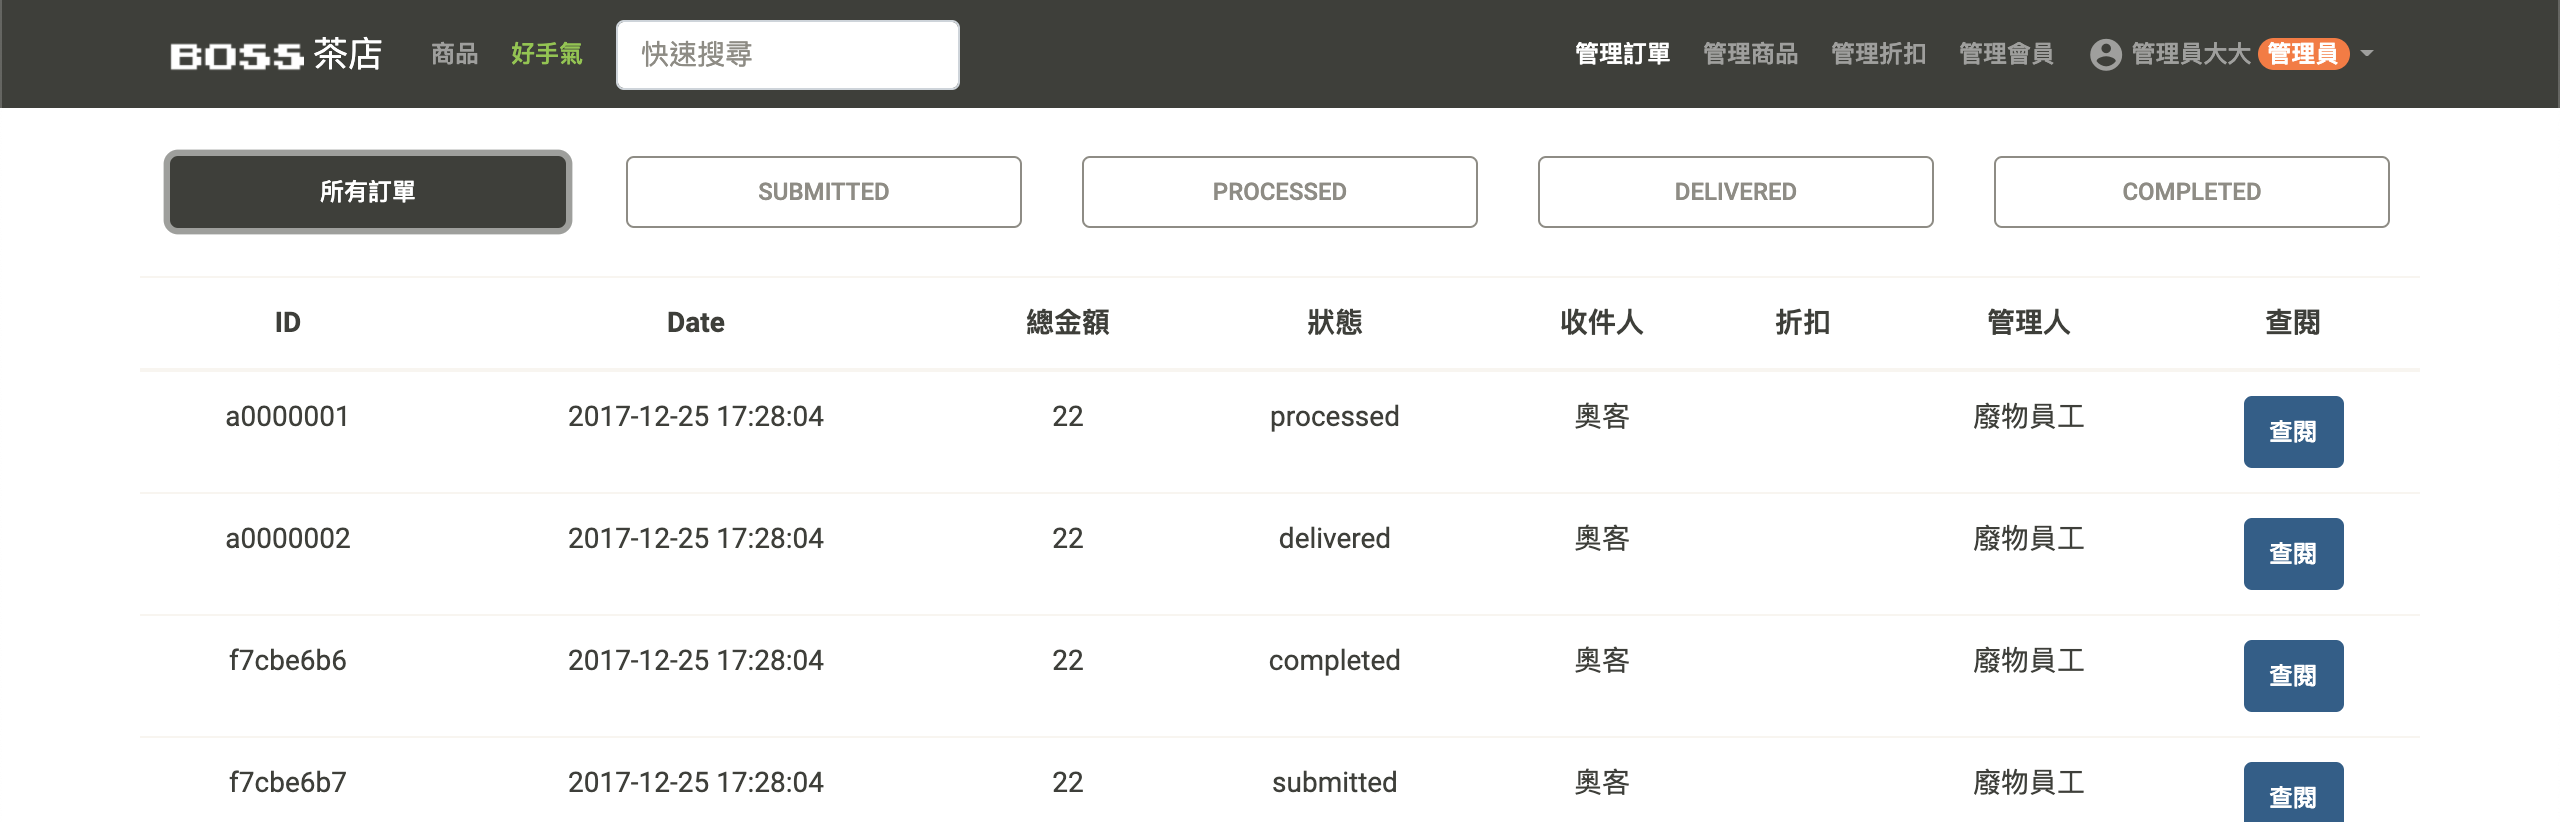 BOSS 茶店 商品 好手氣 快速搜尋 管理訂單 管理商品 管理折扣 管理會員 管理員大大 管理員
所有訂單 SUBMITTED PROCESSED DELIVERED COMPLETED
ID Date 總金額 狀態 收件人 折扣 管理人 查閱
a0000001 2017-12-25 17:28:04 22 processed 奧客 廢物員工 查閱
a0000002 2017-12-25 17:28:04 22 delivered 奧客 廢物員工 查閱
f7cbe6b6 2017-12-25 17:28:04 22 completed 奧客 廢物員工 查閱
f7cbe6b7 2017-12-25 17:28:04 22 submitted 奧客 廢物員工 查閱